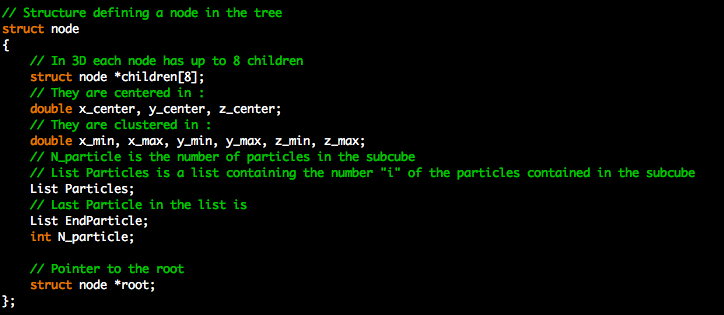 // Structure defining a node in the tree
struct node
{
// In 3D each node has up to 8 children
struct node *children[8];
// They are centered in :
double x_center, y_center, z_center;
// They are clustered in :
double x_min, x_max, y_min, y_max, z_min, z_max;
// N_particle is the number of particles in the subcube
// List Particles is a list containing the number "i" of the particles contained in the subcube
List Particles;
// Last Particle in the list is
List EndParticle;
int N_particle;
// Pointer to the root
struct node *root;
};